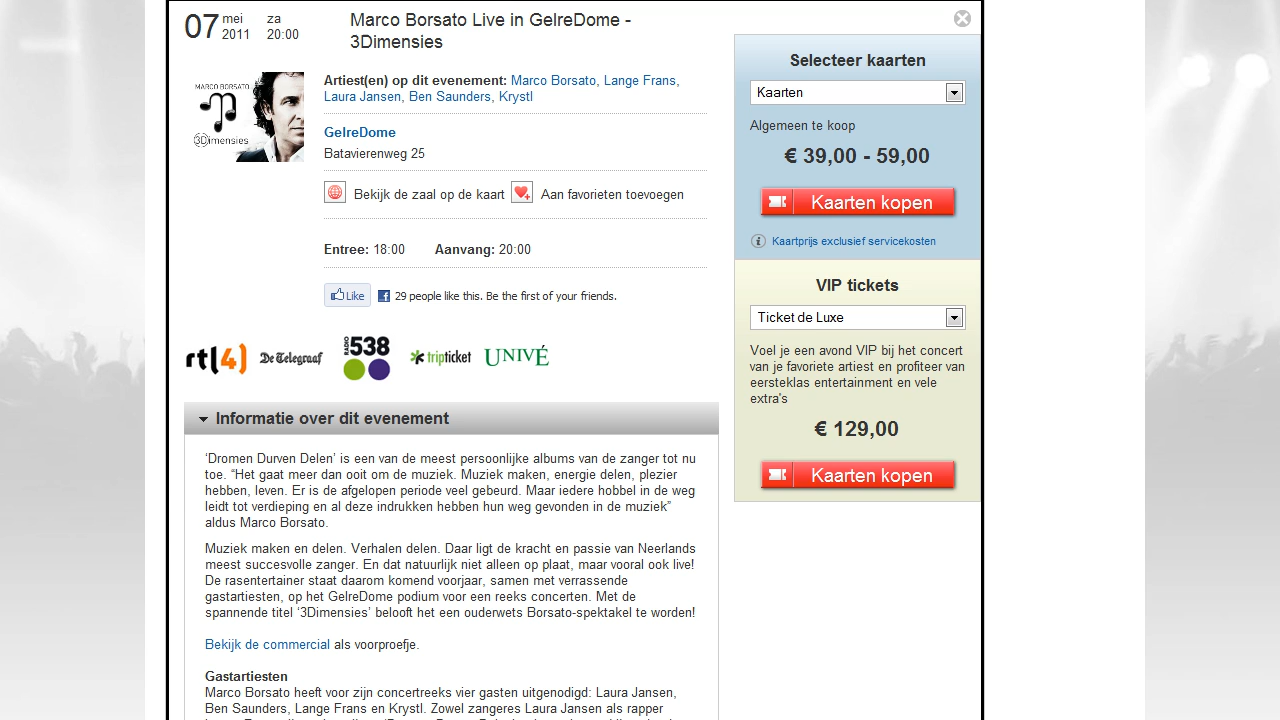 07 mei 2011 za 20:00
Marco Borsato Live in GelreDome -
3Dimensies
MARCO BORSATO
3Dimensies
Artiest(en) op dit evenement: Marco Borsato, Lange Frans,
Laura Jansen, Ben Saunders, Krystl
GelreDome
Batavierenweg 25
Bekijk de zaal op de kaart Aan favorieten toevoegen
Entree: 18:00 Aanvang: 20:00
Like 29 people like this. Be the first of your friends.
rtl 4 De Telegraaf RADIO 538 tripticket UNIVÉ
Informatie over dit evenement
‘Dromen Durven Delen’ is een van de meest persoonlijke albums van de zanger tot nu
toe. “Het gaat meer dan ooit om de muziek. Muziek maken, energie delen, plezier
hebben, leven. Er is de afgelopen periode veel gebeurd. Maar iedere hobbel in de weg
leidt tot verdieping en al deze indrukken hebben hun weg gevonden in de muziek”
aldus Marco Borsato.
Muziek maken en delen. Verhalen delen. Daar ligt de kracht en passie van Neerlands
meest succesvolle zanger. En dat natuurlijk niet alleen op plaat, maar vooral ook live!
De rasentertainer staat daarom komend voorjaar, samen met verrassende
gastartiesten, op het GelreDome podium voor een reeks concerten. Met de
spannende titel ‘3Dimensies’ belooft het een ouderwets Borsato-spektakel te worden!
Bekijk de commercial als voorproefje.
Gastartiesten
Marco Borsato heeft voor zijn concertreeks vier gasten uitgenodigd: Laura Jansen,
Ben Saunders, Lange Frans en Krystl. Zowel zangeres Laura Jansen als rapper
Selecteer kaarten
Kaarten
Algemeen te koop
€ 39,00 - 59,00
Kaarten kopen
Kaartprijs exclusief servicekosten
VIP tickets
Ticket de Luxe
Voel je een avond VIP bij het concert
van je favoriete artiest en profiteer van
eersteklas entertainment en vele
extra's
€ 129,00
Kaarten kopen